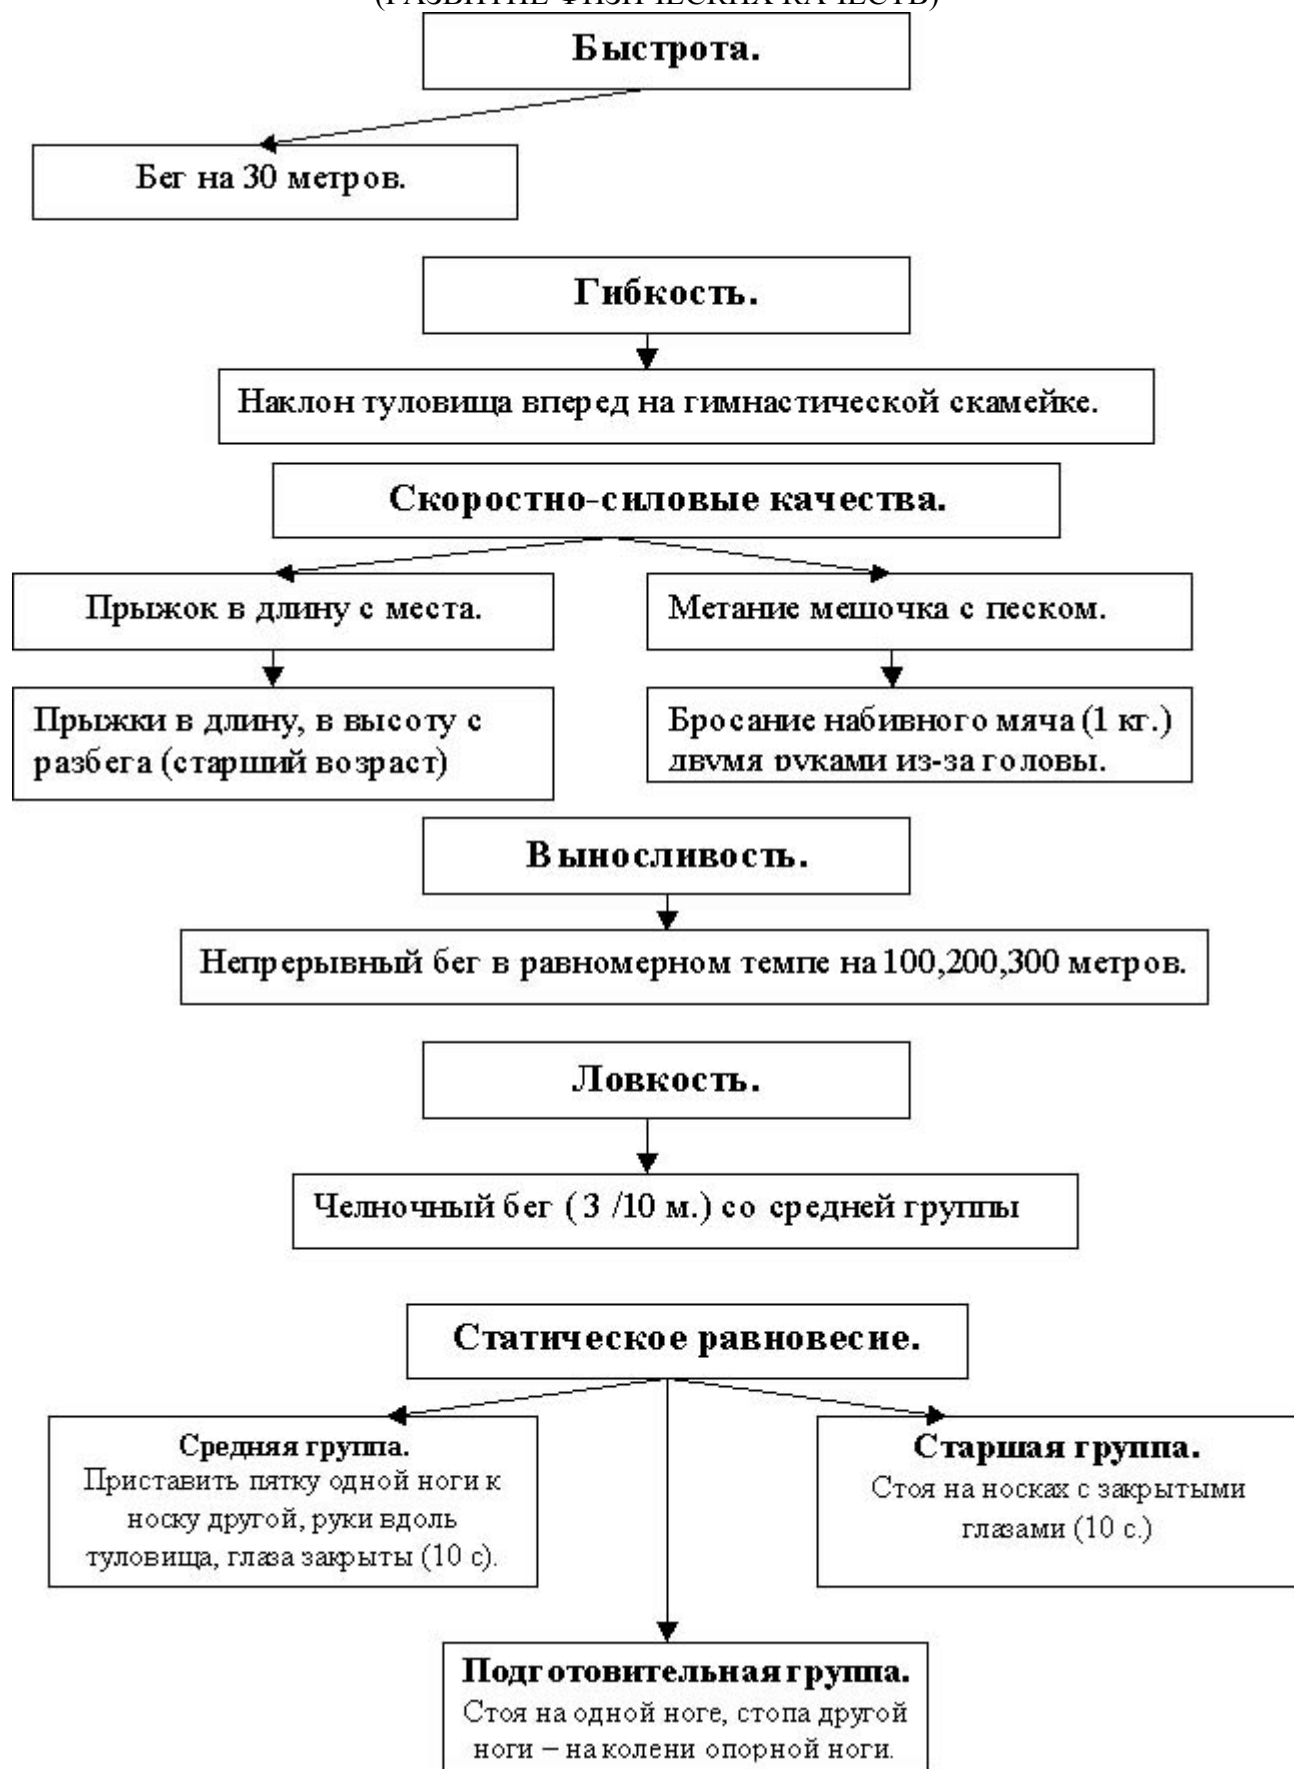 (РАЗВИТИЕ ФИЗИЧЕСКИХ КАЧЕСТВ)
Быстрота.
Бег на 30 метров.
Гибкость.
Наклон туловища вперед на гимнастической скамейке.
Скоростно-силовые качества.
Прыжок в длину с места.
Метание мешочка с песком.
Прыжки в длину, в высоту с
разбега (старший возраст)
Бросание набивного мяча (1 кг.)
двумя руками из-за головы.
Выносливость.
Непрерывный бег в равномерном темпе на 100,200,300 метров.
Ловкость.
Челночный бег ( 3 /10 м.) со средней группы
Статическое равновесие.
Средняя группа.
Приставить пятку одной ноги к
носку другой, руки вдоль
туловища, глаза закрыты (10 с).
Старшая группа.
Стоя на носках с закрытыми
глазами (10 с.)
Подготовительная группа.
Стоя на одной ноге, стопа другой
ноги – на колени опорной ноги.